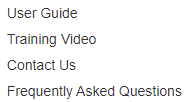 User Guide
Training Video
Contact Us
Frequently Asked Questions